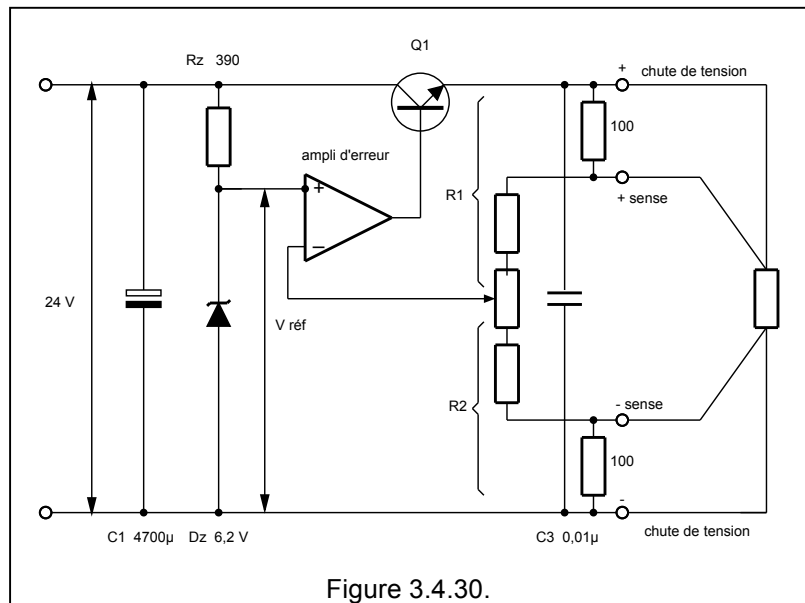 Q1
Rz 390
+
chute de tension
100
ampli d'erreur
+
R1
+ sense
−
24 V
V réf
R2
- sense
100
-
C1 4700µ
Dz 6,2 V
C3 0,01µ
chute de tension
Figure 3.4.30.